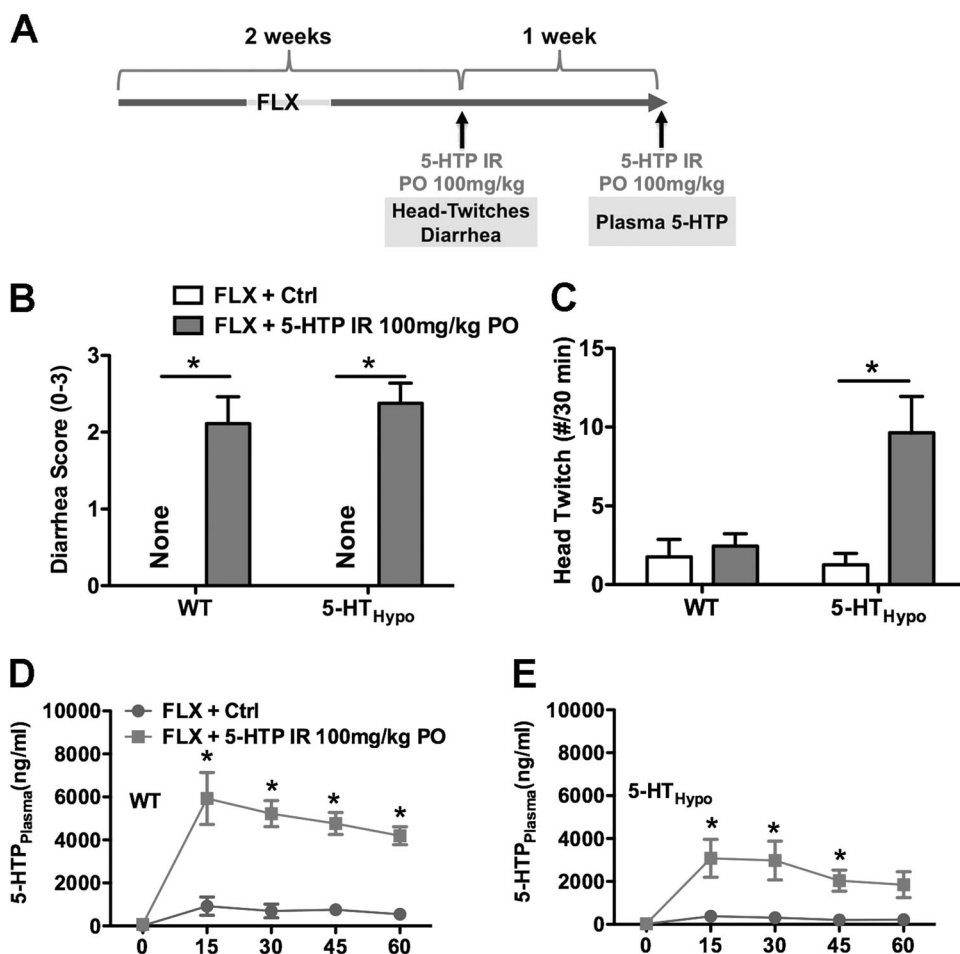 A
2 weeks
1 week
FLX
5-HTP IR
PO 100mg/kg
Head-Twitches
Diarrhea
5-HTP IR
PO 100mg/kg
Plasma 5-HTP
B
FLX + Ctrl
FLX + 5-HTP IR 100mg/kg PO
Diarrhea Score (0-3)
3
2
1
0
*
*
None
None
WT
5-HTHypo
C
Head Twitch (#/30 min)
15
10
5
0
*
WT
5-HTHypo
D
FLX + Ctrl
FLX + 5-HTP IR 100mg/kg PO
5-HTPPlasma(ng/ml)
10000
8000
6000
4000
2000
0
WT
* * * *
0 15 30 45 60
E
5-HTPPlasma(ng/ml)
10000
8000
6000
4000
2000
0
5-HTHypo
* * *
0 15 30 45 60